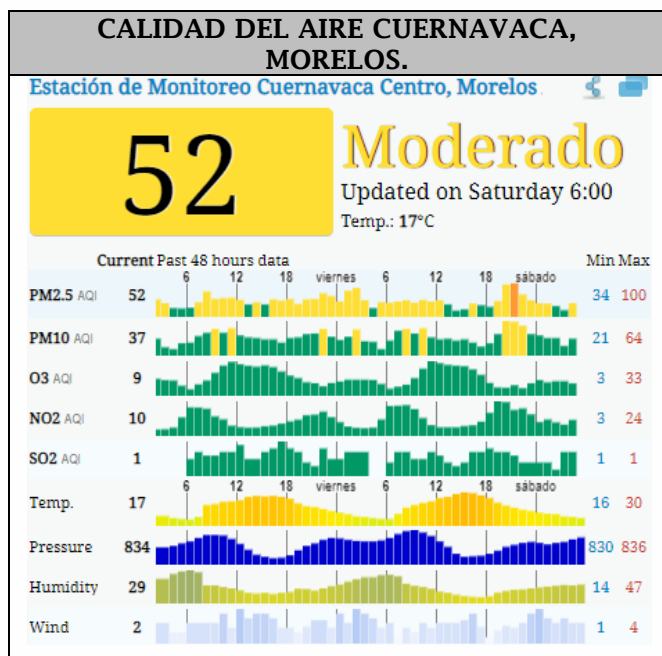 CALIDAD DEL AIRE CUERNAVACA,
MORELOS.
Estación de Monitoreo Cuernavaca Centro, Morelos.
52
Moderado
Updated on Saturday 6:00
Temp.: 17°C
Current Past 48 hours data Min Max
6 12 18 viernes 6 12 18 sábado
PM2.5 AQI 52 34 100
PM10 AQI 37 21 64
O3 AQI 9 3 33
NO2 AQI 10 3 24
SO2 AQI 1 1 1
6 12 18 viernes 6 12 18 sábado
Temp. 17 16 30
Pressure 834 830 836
Humidity 29 14 47
Wind 2 1 4